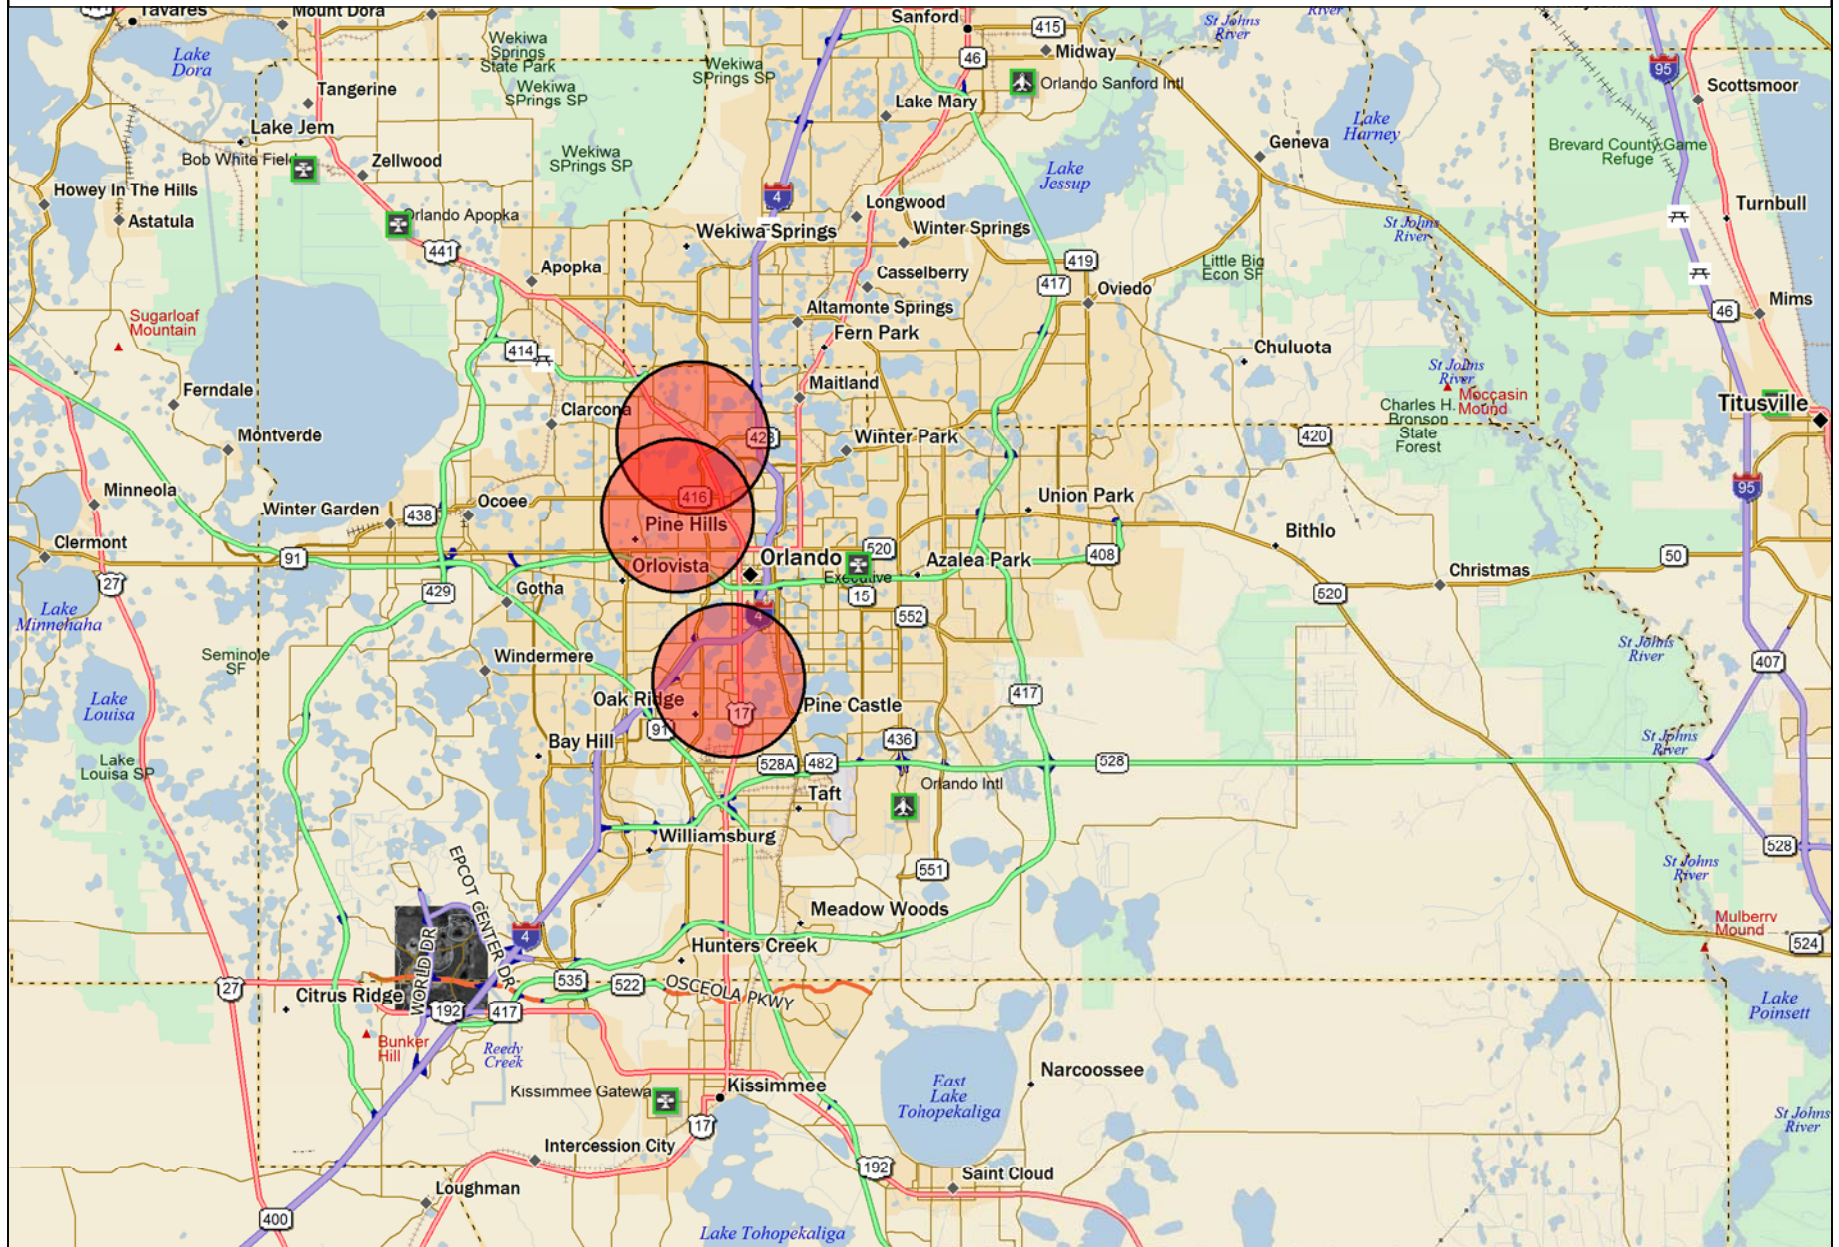 Tavares
Mount Dora
Sanford
415
St Johns
River
River
46
Midway
95
Lake
Dora
Wekiwa
Springs
State Park
Wekiwa
SPrings SP
Wekiwa
SPrings SP
Orlando Sanford Intl
Scottsmoor
Tangerine
Lake Mary
Lake Jem
Lake
Harney
Geneva
Brevard County Game
Refuge
Bob White Field
Zellwood
Wekiwa
SPrings SP
Lake
Jessup
Howey In The Hills
Astatula
4
Longwood
Turnbull
Orlando Apopka
Wekiwa Springs
Winter Springs
St Johns
River
441
Apopka
Casselberry
419
417
Oviedo
Little Big
Econ SF
Mims
46
Sugarloaf
Mountain
Altamonte Springs
Fern Park
414
Chuluota
St Johns
River
Ferndale
Maitland
Moccasin
Mound
Charles H.
Bronson
State
Forest
Titusville
Clarcona
Montverde
423
Winter Park
420
Minneola
416
Union Park
95
Winter Garden
438
Ocoee
Pine Hills
Bithlo
Clermont
91
Orlovista
Orlando
520
Azalea Park
408
50
27
Executive
Christmas
429
Gotha
15
520
Lake
Minnehaha
4
552
Seminole
SF
Windermere
St Johns
River
407
Lake
Louisa
Oak Ridge
17
Pine Castle
417
91
Bay Hill
436
St Johns
River
Lake
Louisa SP
528A
482
528
Orlando Intl
Taft
Williamsburg
528
EPCOT CENTER DR
551
St Johns
River
Meadow Woods
Mulberry
Mound
4
WORLD DR
Hunters Creek
524
27
535
522
OSCEOLA PKWY
Citrus Ridge
192
417
Lake
Poinsett
Bunker
Hill
Reedy
Creek
Kissimmee Gatewa
Kissimmee
Narcoossee
East
Lake
Tohopekaliga
17
St Johns
River
Intercession City
192
Saint Cloud
Loughman
400
Lake Tohopekaliga